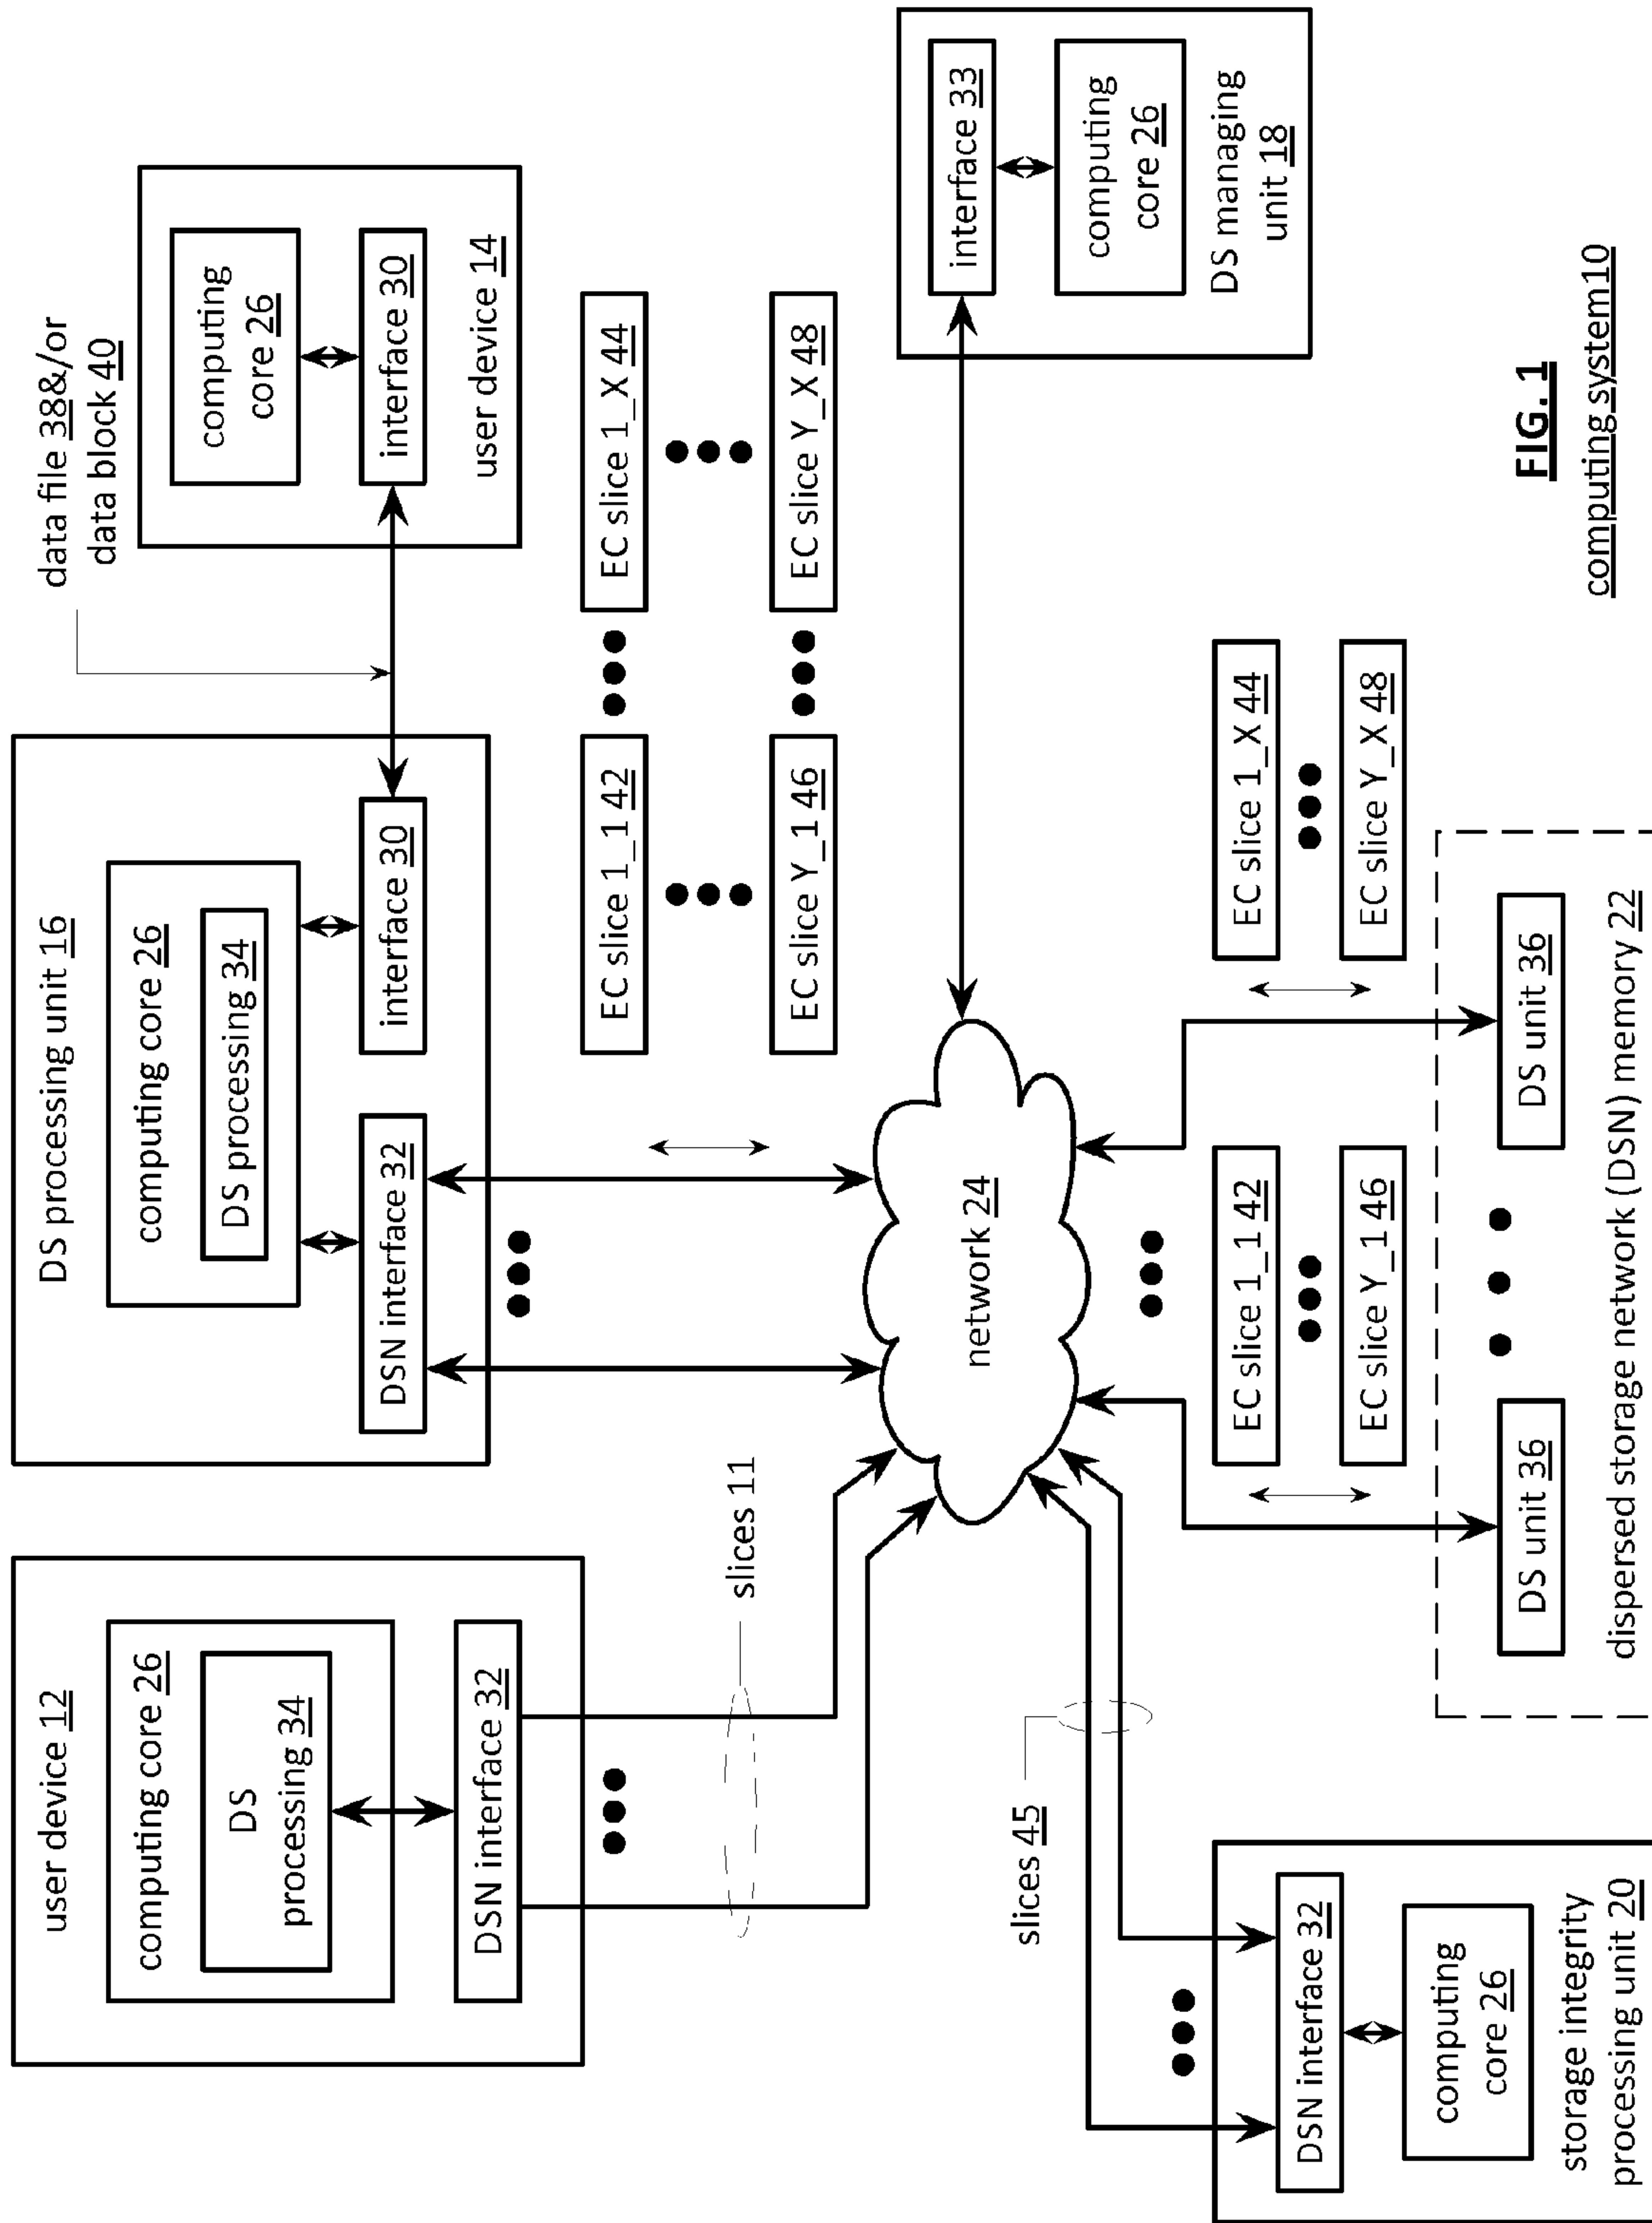 user device 12
computing core 26
DS
processing 34
DSN interface 32
slices 11
DS processing unit 16
computing core 26
DS processing 34
DSN interface 32
interface 30
data file 38&/or
data block 40
computing
core 26
interface 30
user device 14
EC slice 1_1 42
EC slice 1_X 44
EC slice Y_1 46
EC slice Y_X 48
network 24
interface 33
computing
core 26
DS managing
unit 18
slices 45
DSN interface 32
computing
core 26
storage integrity
processing unit 20
EC slice 1_1 42
EC slice Y_1 46
EC slice 1_X 44
EC slice Y_X 48
DS unit 36
DS unit 36
dispersed storage network (DSN) memory 22
FIG. 1
computing system10